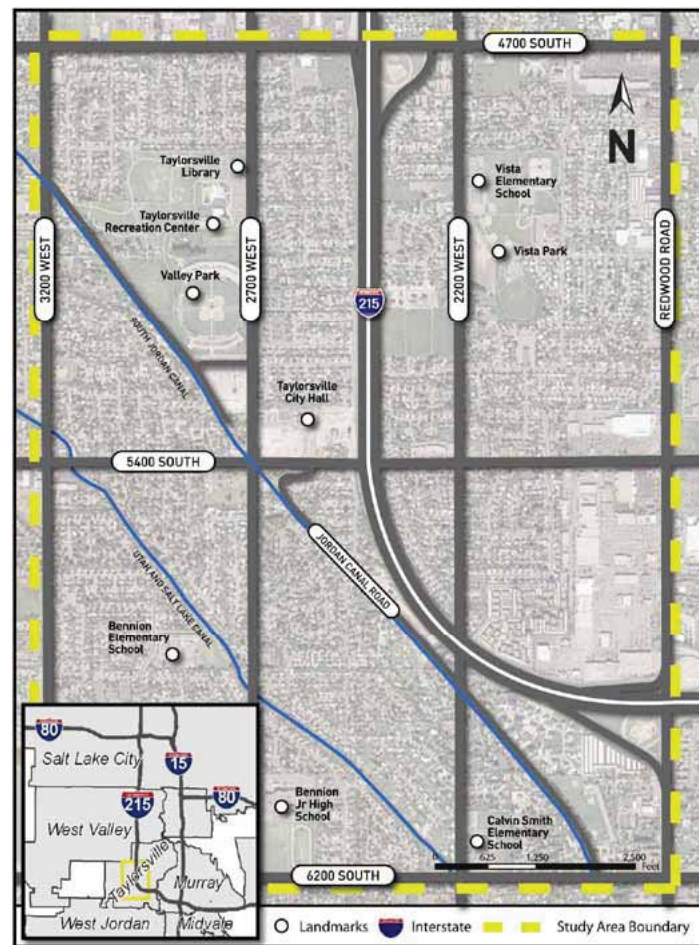 4700 SOUTH
N
Taylorsville
Library
Vista
Elementary
School
Taylorsville
Recreation Center
3200 WEST
2700 WEST
2200 WEST
REDWOOD ROAD
Vista Park
Valley Park
215
SOUTH JORDAN CANAL
Taylorsville
City Hall
5400 SOUTH
JORDAN CANAL ROAD
UTAH AND SALT LAKE CANAL
Bennion
Elementary
School
80
Salt Lake City
15
215
80
West Valley
Taylorsville
Murray
West Jordan
Midvale
Bennion
Jr High
School
Calvin Smith
Elementary
School
0 625 1,250 2,500
Feet
6200 SOUTH
Landmarks
Interstate
Study Area Boundary